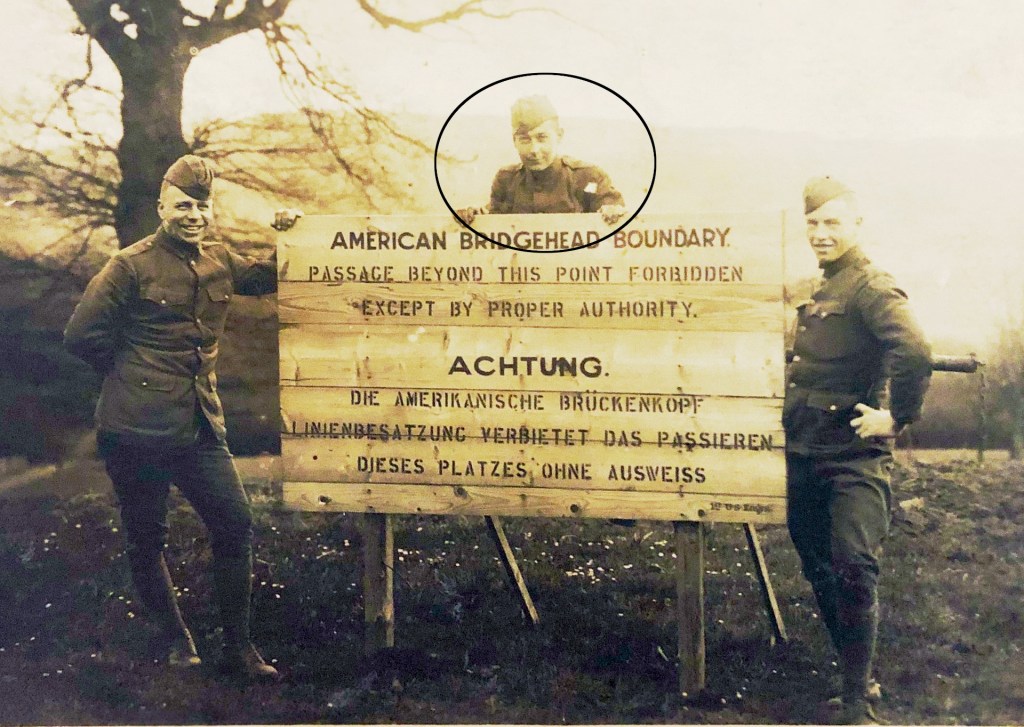 AMERICAN BRIDGEHEAD BOUNDARY.
PASSAGE BEYOND THIS POINT FORBIDDEN
EXCEPT BY PROPER AUTHORITY.
ACHTUNG.
DIE AMERIKANISCHE BRÜCKENKOPF
LINIENBESATZUNG VERBIETET DAS PASSIEREN
DIESES PLATZES OHNE AUSWEISS
U S Engrs.